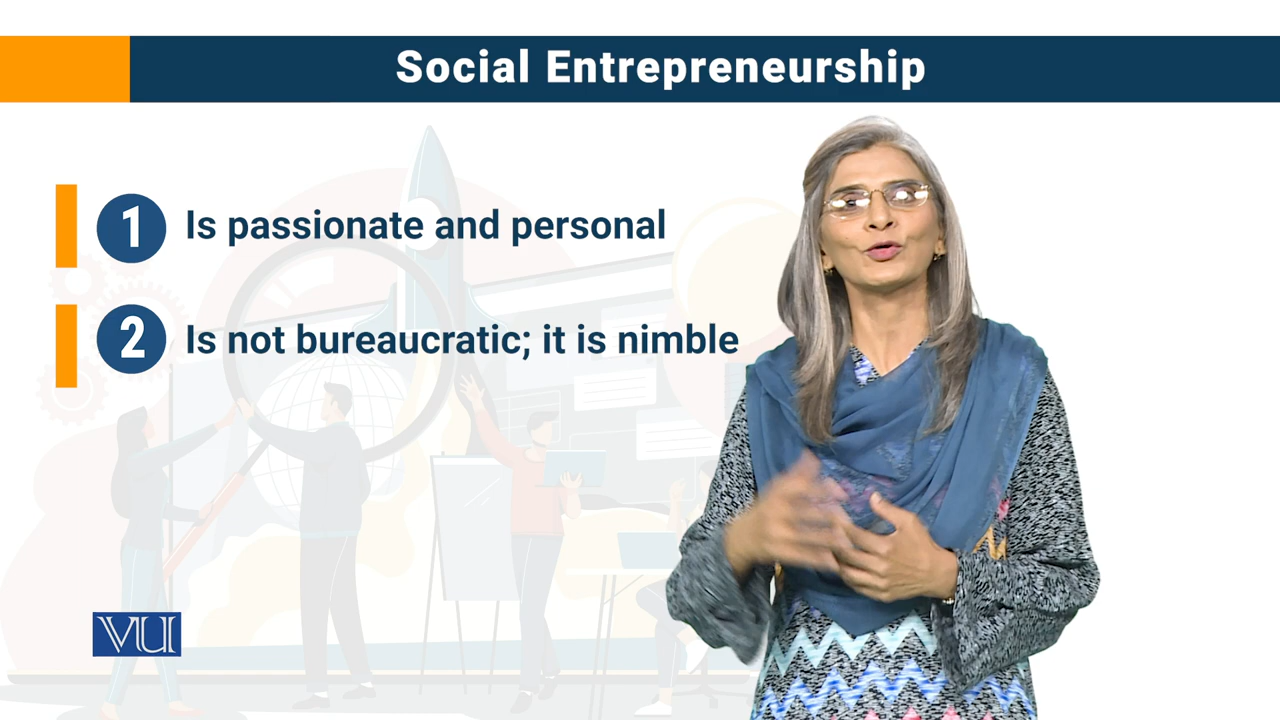 Social Entrepreneurship
1 Is passionate and personal
2 Is not bureaucratic; it is nimble
VU